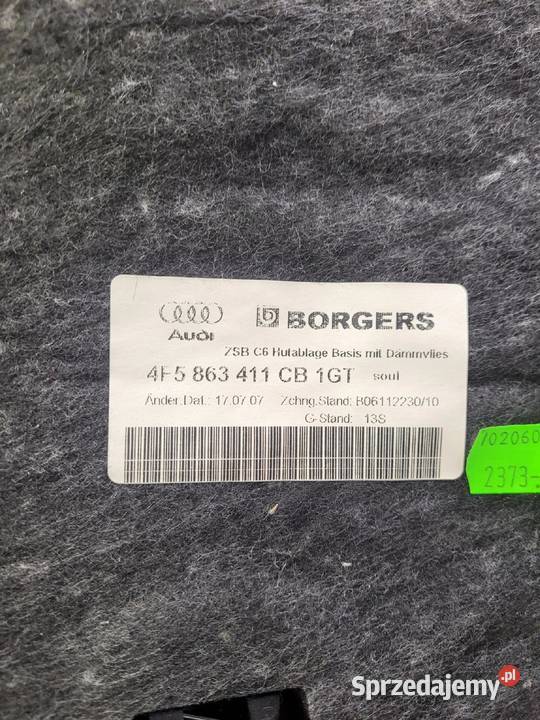 Audi
BORGERS
ZSB C6 Hutablage Basis mit Dämmvlies
4F5 863 411 CB 1GT soul
Änder.Dat.: 17.07.07 Zchng.Stand: B06112230/10
G-Stand: 13S
702060
2373-
Sprzedajemy.pl